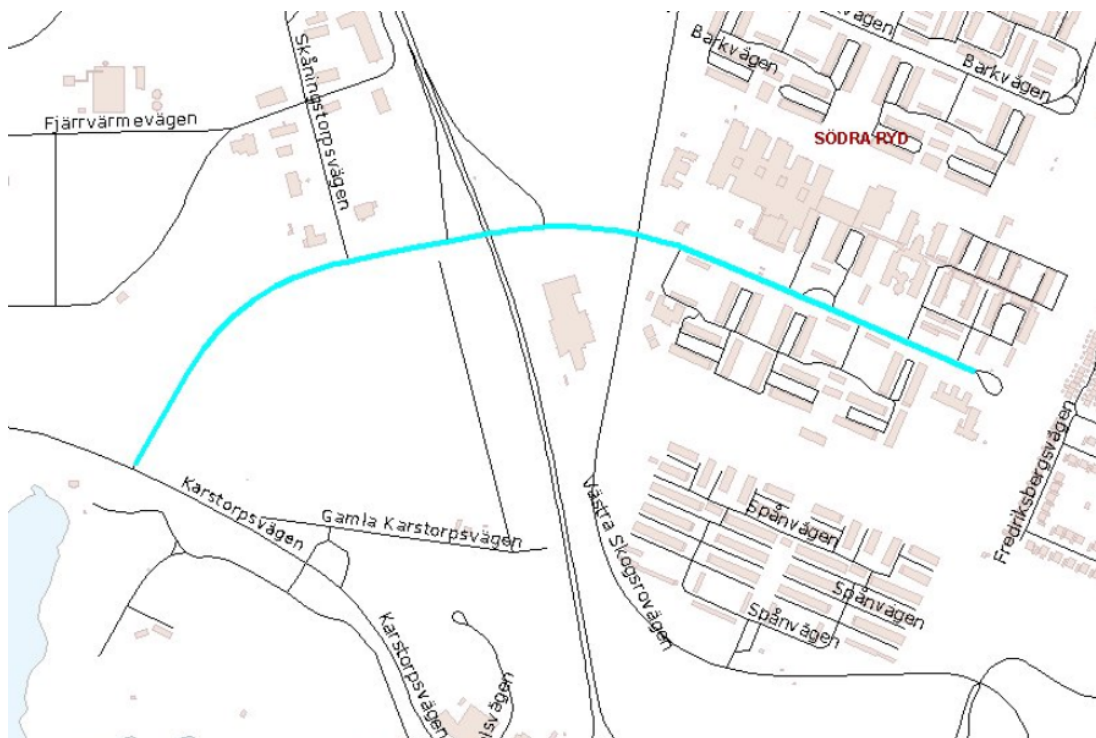 Barkvägen
Barkvägen
Skåningstorpsvägen
Fjärrvärmevägen
SÖDRA RYD
Karstorpsvägen
Gamla Karstorpsvägen
Västra Skogsrovägen
Spånvägen
Fredriksbergsvägen
Spånvägen
Spånvägen
Karstorpsvägen